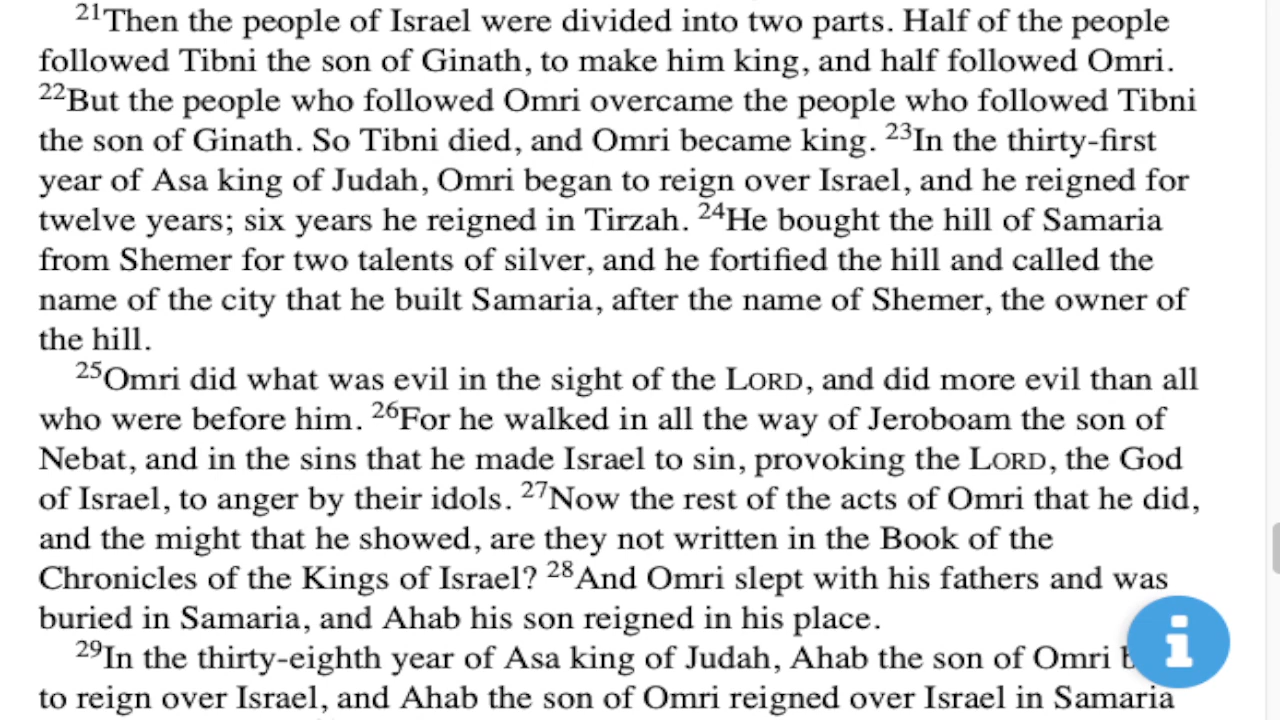 21Then the people of Israel were divided into two parts. Half of the people
followed Tibni the son of Ginath, to make him king, and half followed Omri.
22But the people who followed Omri overcame the people who followed Tibni
the son of Ginath. So Tibni died, and Omri became king. 23In the thirty-first
year of Asa king of Judah, Omri began to reign over Israel, and he reigned for
twelve years; six years he reigned in Tirzah. 24He bought the hill of Samaria
from Shemer for two talents of silver, and he fortified the hill and called the
name of the city that he built Samaria, after the name of Shemer, the owner of
the hill.
25Omri did what was evil in the sight of the LORD, and did more evil than all
who were before him. 26For he walked in all the way of Jeroboam the son of
Nebat, and in the sins that he made Israel to sin, provoking the LORD, the God
of Israel, to anger by their idols. 27Now the rest of the acts of Omri that he did,
and the might that he showed, are they not written in the Book of the
Chronicles of the Kings of Israel? 28And Omri slept with his fathers and was
buried in Samaria, and Ahab his son reigned in his place.
29In the thirty-eighth year of Asa king of Judah, Ahab the son of Omri
to reign over Israel, and Ahab the son of Omri reigned over Israel in Samaria